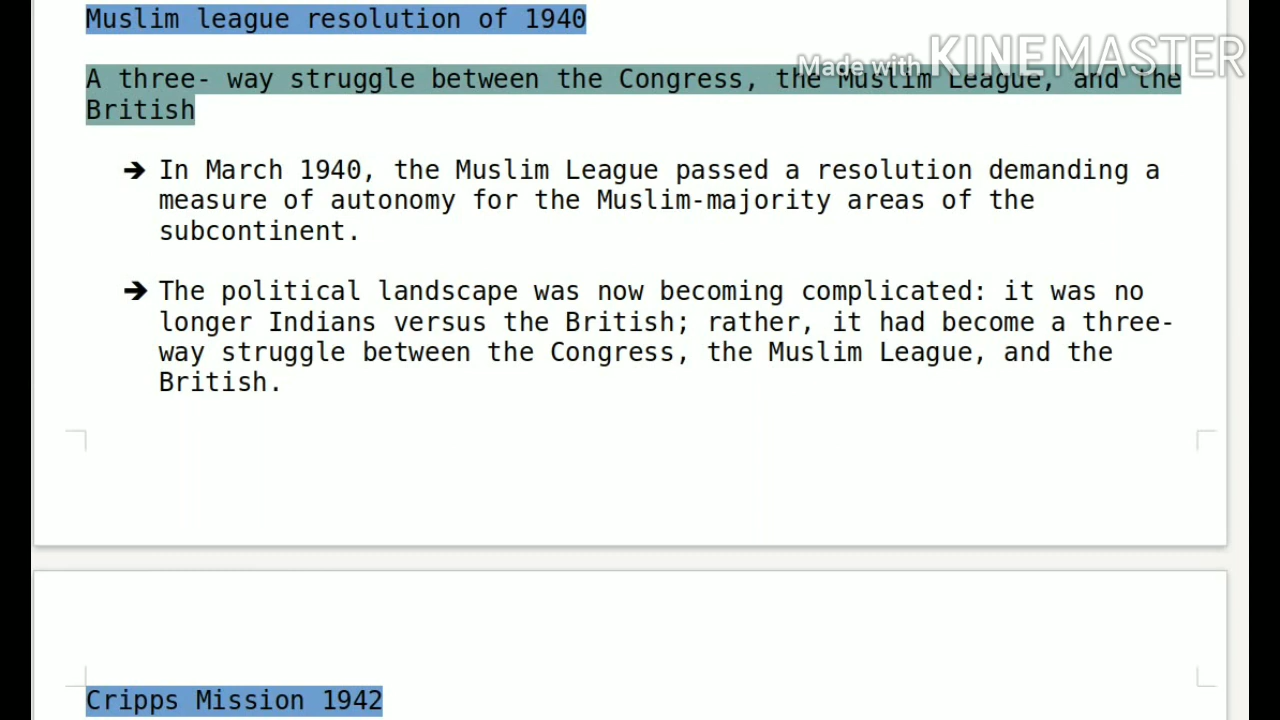 Muslim league resolution of 1940
Made with KINEMASTER
A three- way struggle between the Congress, the Muslim League, and the
British
➔ In March 1940, the Muslim League passed a resolution demanding a
measure of autonomy for the Muslim-majority areas of the
subcontinent.
➔ The political landscape was now becoming complicated: it was no
longer Indians versus the British; rather, it had become a three-
way struggle between the Congress, the Muslim League, and the
British.
Cripps Mission 1942